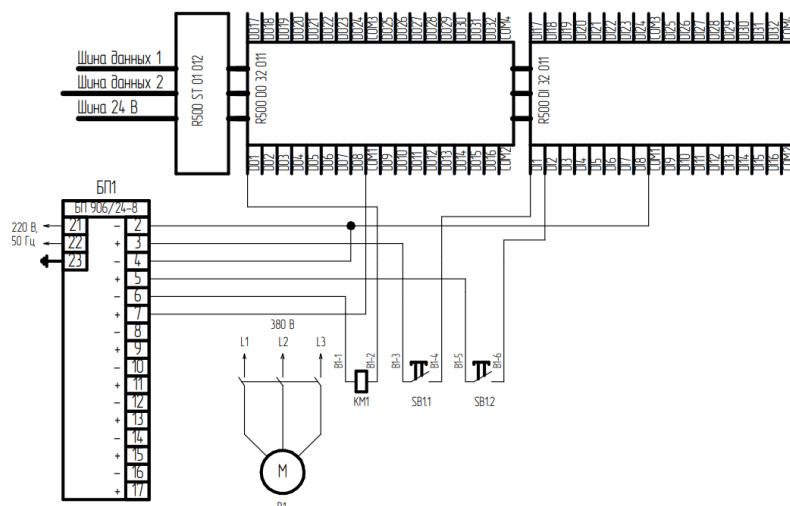 DO17 DO18 DO19 DO20 DO21 DO22 DO23 DO24 COM3 DO25 DO26 DO27 DO28 DO29 DO30 DO31 DO32 COM4
DI17 DI18 DI19 DI20 DI21 DI22 DI23 DI24 COM3 DI25 DI26 DI27 DI28 DI29 DI30 DI31 DI32
Шина данных 1
Шина данных 2
Шина 24 В
R500 ST 01 012
R500 DO 32 011
R500 DI 32 011
DO1 DO2 DO3 DO4 DO5 DO6 DO7 DO8 COM1 DO9 DO10 DO11 DO12 DO13 DO14 DO15 DO16 COM2
DI1 DI2 DI3 DI4 DI5 DI6 DI7 DI8 COM1 DI9 DI10 DI11 DI12 DI13 DI14 DI15 DI16 COM2
БП1
БП 906/24-8
220 В,
50 Гц
21 - 2
22 + 3
23 - 4
+ 5
- 6
+ 7
- 8
+ 9
- 10
+ 11
- 12
+ 13
- 14
+ 15
- 16
+ 17
380 В
L1 L2 L3
B1-1 B1-2 B1-3 B1-4 B1-5 B1-6
KM1 SB1.1 SB1.2
М